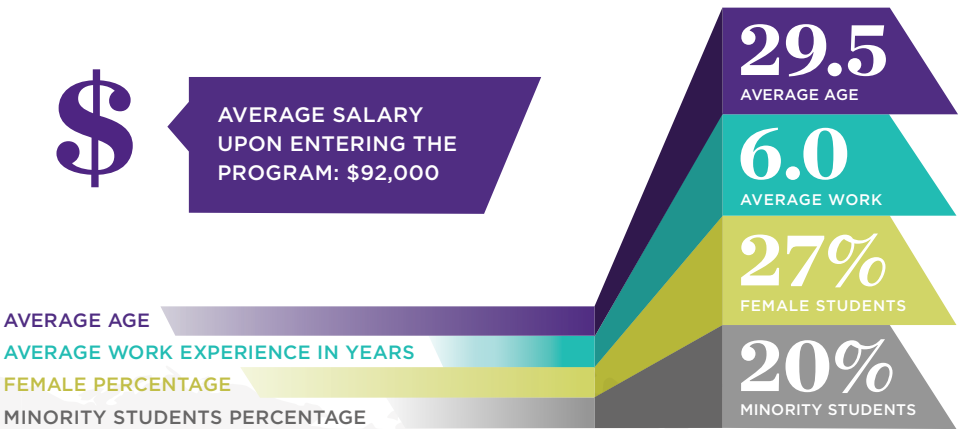 $
AVERAGE SALARY
UPON ENTERING THE
PROGRAM: $92,000
29.5
AVERAGE AGE
6.0
AVERAGE WORK
27%
FEMALE STUDENTS
20%
MINORITY STUDENTS
AVERAGE AGE
AVERAGE WORK EXPERIENCE IN YEARS
FEMALE PERCENTAGE
MINORITY STUDENTS PERCENTAGE